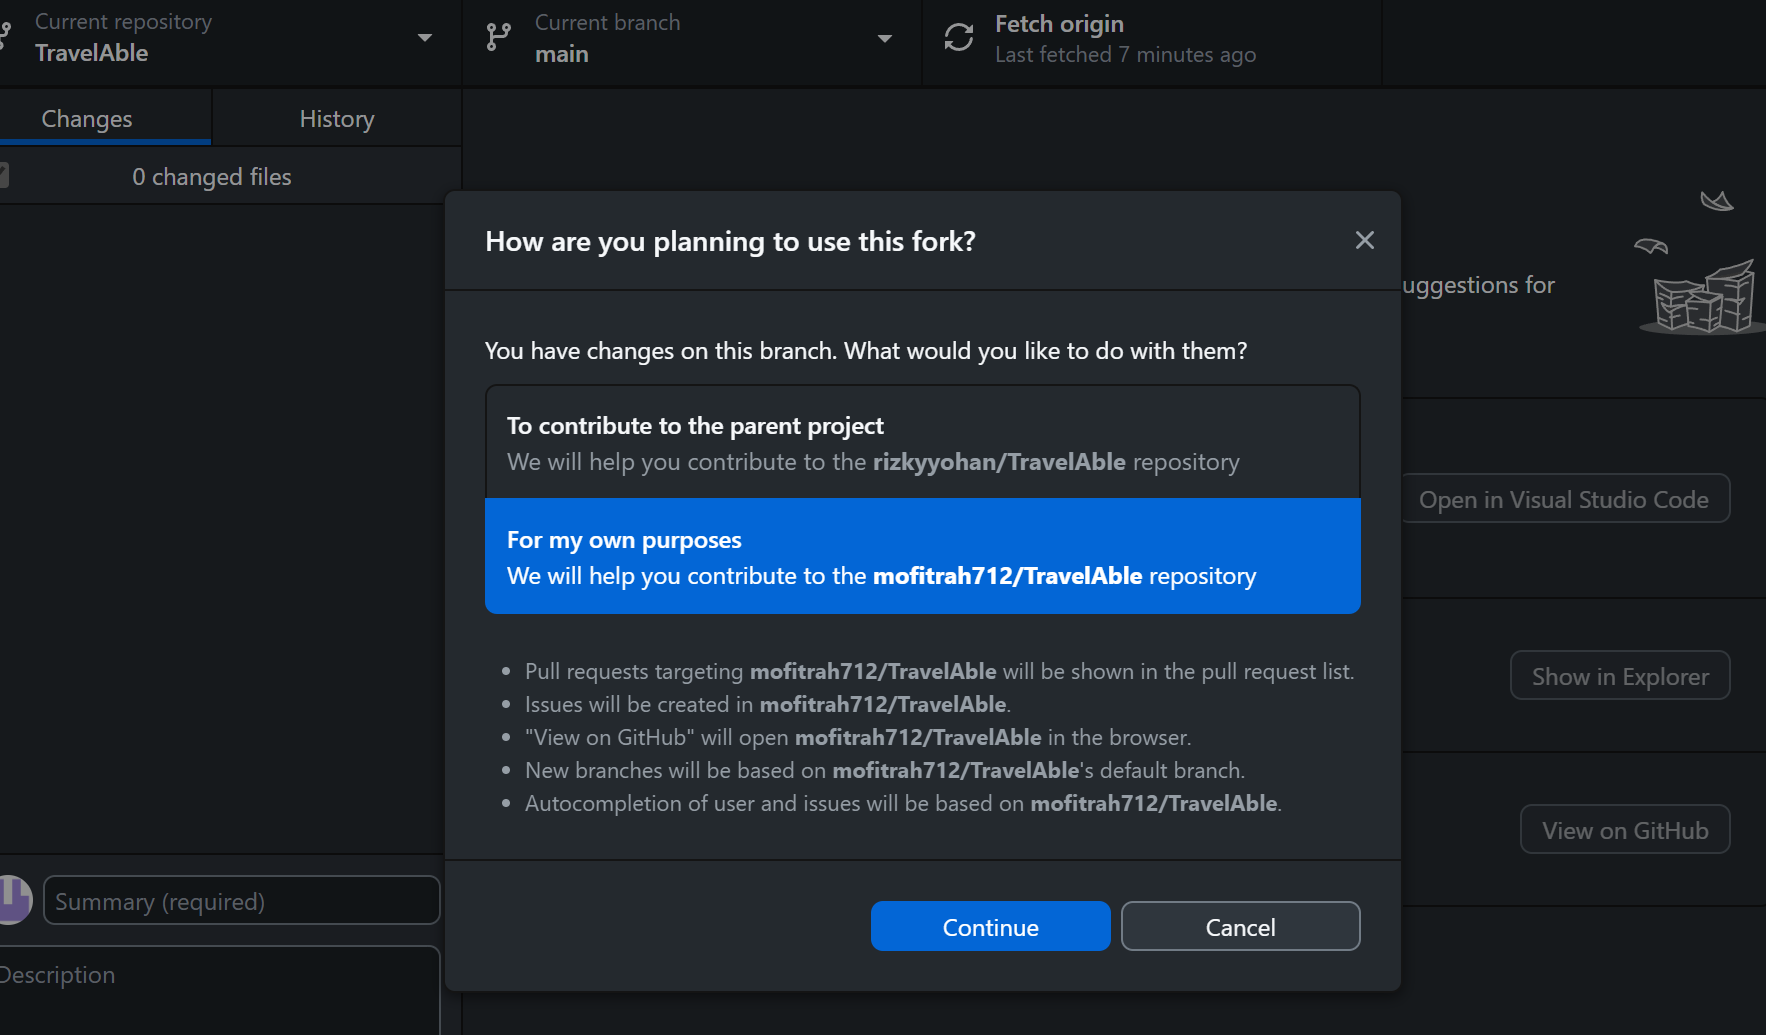 Current repository
TravelAble
Current branch
main
Fetch origin
Last fetched 7 minutes ago
Changes
History
0 changed files
How are you planning to use this fork?
You have changes on this branch. What would you like to do with them?
To contribute to the parent project
We will help you contribute to the rizkyyohan/TravelAble repository
For my own purposes
We will help you contribute to the mofitrah712/TravelAble repository
Pull requests targeting mofitrah712/TravelAble will be shown in the pull request list.
Issues will be created in mofitrah712/TravelAble.
"View on GitHub" will open mofitrah712/TravelAble in the browser.
New branches will be based on mofitrah712/TravelAble's default branch.
Autocompletion of user and issues will be based on mofitrah712/TravelAble.
Continue
Cancel
uggestions for
Open in Visual Studio Code
Show in Explorer
View on GitHub
Summary (required)
Description